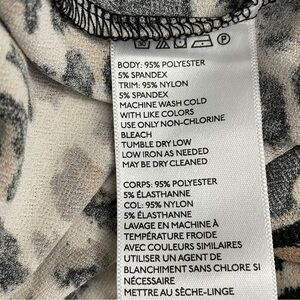 BODY: 95% POLYESTER
5% SPANDEX
TRIM: 95% NYLON
5% SPANDEX
MACHINE WASH COLD
WITH LIKE COLORS
USE ONLY NON-CHLORINE
BLEACH
TUMBLE DRY LOW
LOW IRON AS NEEDED
MAY BE DRY CLEANED
CORPS: 95% POLYESTER
5% ÉLASTHANNE
COL: 95% NYLON
5% ÉLASTHANNE
LAVAGE EN MACHINE À
TEMPÉRATURE FROIDE
AVEC COULEURS SIMILAIRES
UTILISER UN AGENT DE
BLANCHIMENT SANS CHLORE SI
NÉCESSAIRE
METTRE AU SÈCHE-LINGE